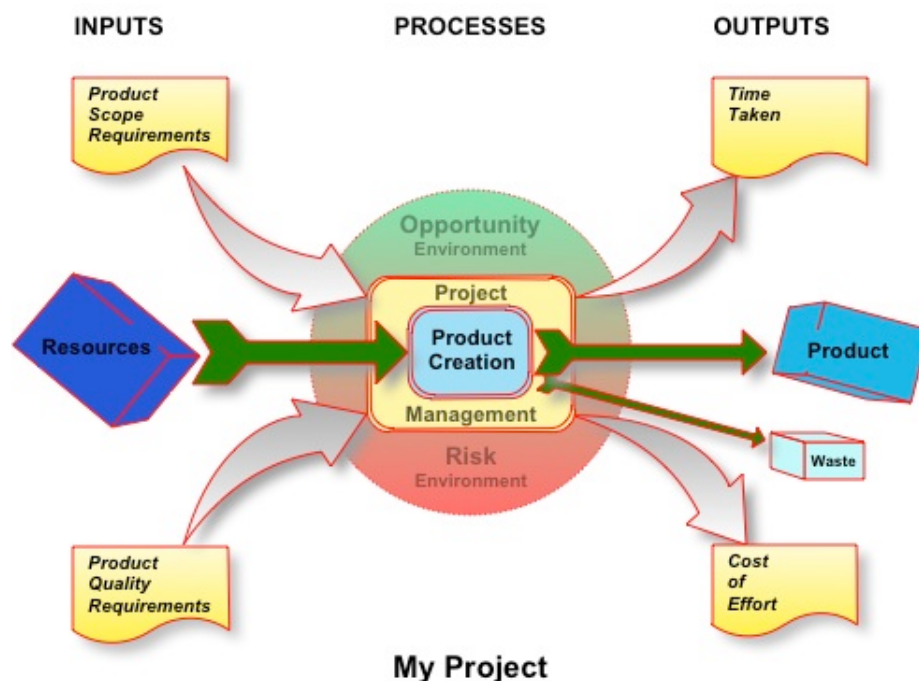 INPUTS
PROCESSES
OUTPUTS
Product
Scope
Requirements
Time
Taken
Opportunity
Environment
Project
Resources
Product
Creation
Product
Management
Waste
Risk
Environment
Product
Quality
Requirements
Cost
of
Effort
My Project